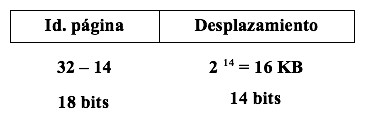 Id. página Desplazamiento
32 – 14 2 14 = 16 KB
18 bits 14 bits